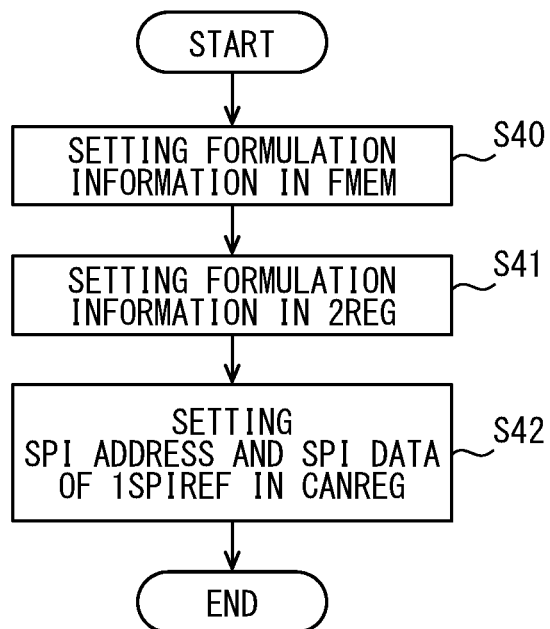 START
SETTING FORMULATION
INFORMATION IN FMEM
S40
SETTING FORMULATION
INFORMATION IN 2REG
S41
SETTING
SPI ADDRESS AND SPI DATA
OF 1SPIREF IN CANREG
S42
END